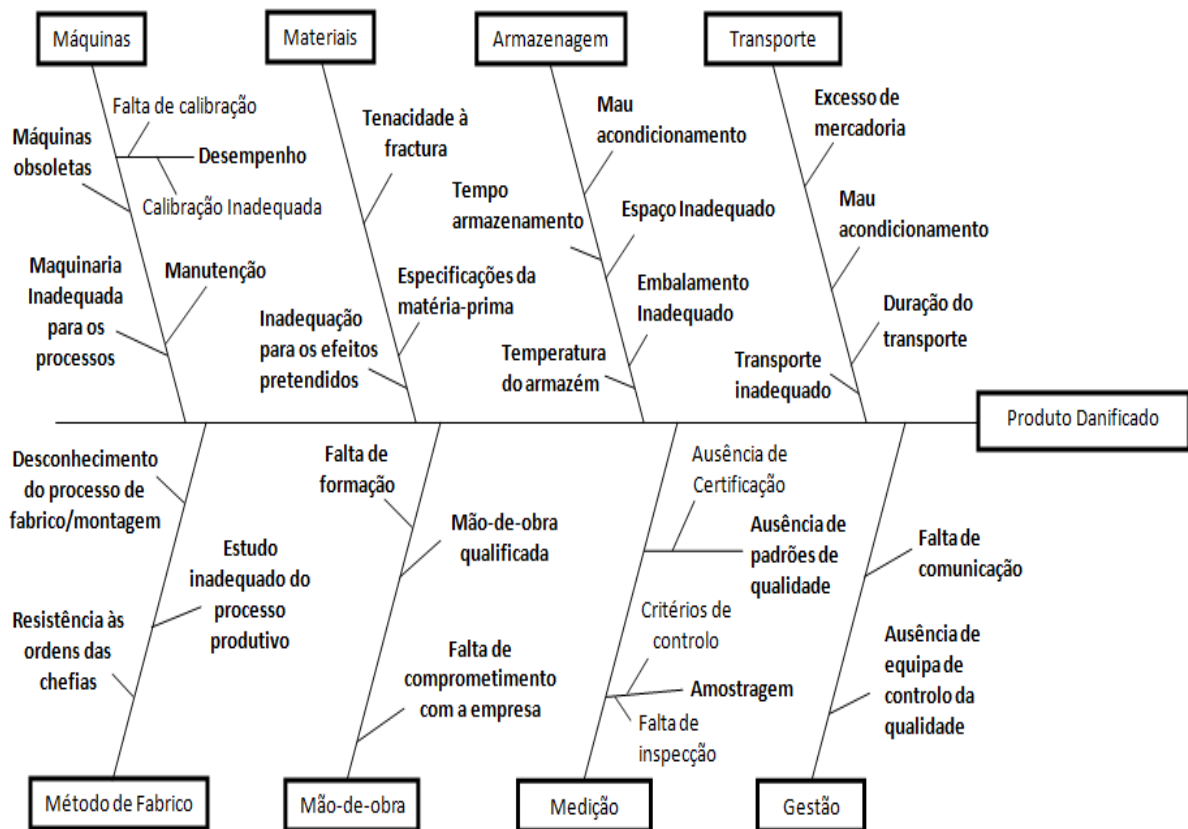 Máquinas
Materiais
Armazenagem
Transporte
Falta de calibração
Máquinas
obsoletas
Desempenho
Calibração Inadequada
Maquinaria
Inadequada
para os
processos
Manutenção
Tenacidade à
fractura
Especificações da
matéria-prima
Inadequação
para os efeitos
pretendidos
Mau
acondicionamento
Tempo
armazenamento
Espaço Inadequado
Embalamento
Inadequado
Temperatura
do armazém
Excesso de
mercadoria
Mau
acondicionamento
Duração do
transporte
Transporte
inadequado
Produto Danificado
Desconhecimento
do processo de
fabrico/montagem
Estudo
inadequado do
processo
produtivo
Resistência às
ordens das
chefias
Falta de
formação
Mão-de-obra
qualificada
Falta de
comprometimento
com a empresa
Ausência de
Certificação
Ausência de
padrões de
qualidade
Critérios de
controlo
Amostragem
Falta de
inspecção
Falta de
comunicação
Ausência de
equipa de
controlo da
qualidade
Método de Fabrico
Mão-de-obra
Medição
Gestão